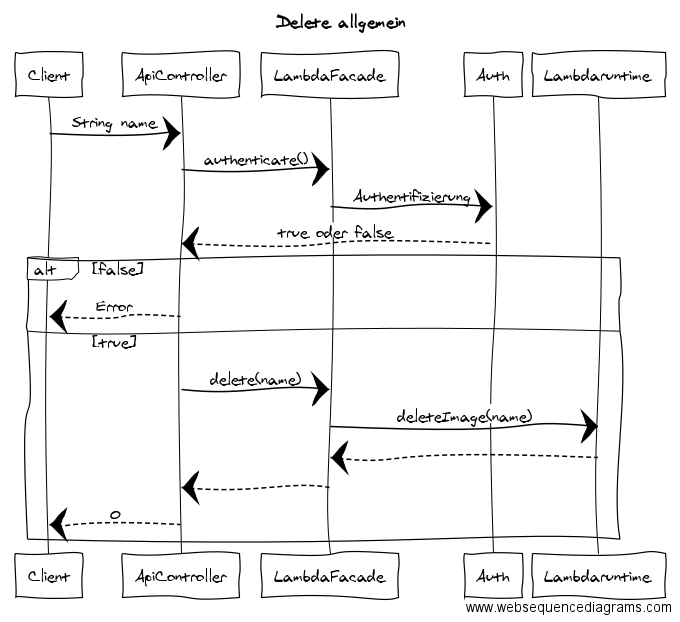 Delete allgemein
Client
ApiController
LambdaFacade
Auth
Lambdaruntime
String name
authenticate()
Authentifizierung
true oder false
alt
[false]
Error
[true]
delete(name)
deleteImage(name)
0
Client
ApiController
LambdaFacade
Auth
Lambdaruntime
www.websequencediagrams.com